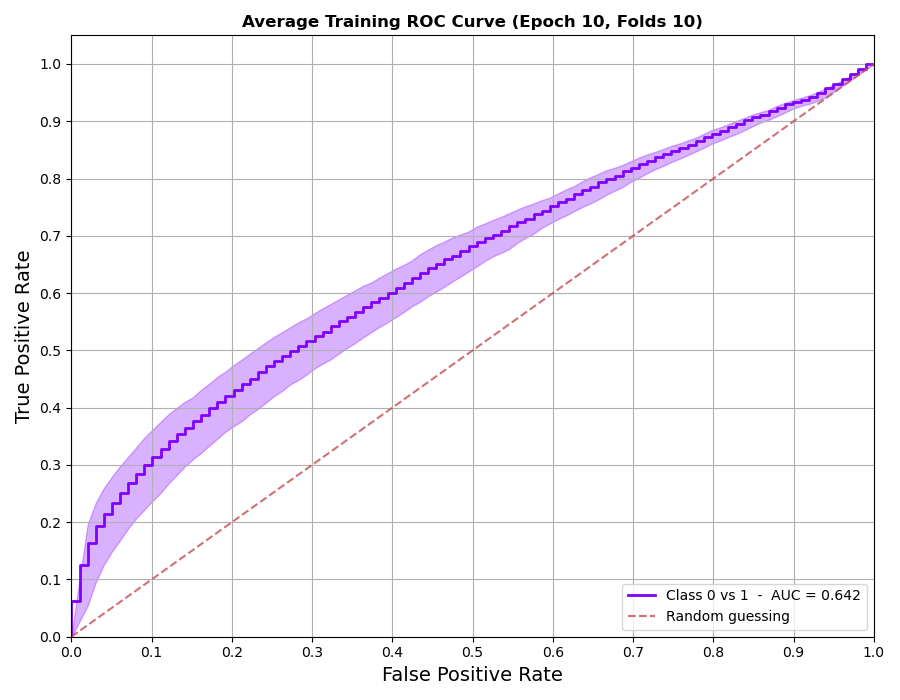 Average Training ROC Curve (Epoch 10, Folds 10)
True Positive Rate
1.0
0.9
0.8
0.7
0.6
0.5
0.4
0.3
0.2
0.1
0.0
Class 0 vs 1 - AUC = 0.642
Random guessing
0.0 0.1 0.2 0.3 0.4 0.5 0.6 0.7 0.8 0.9 1.0
False Positive Rate